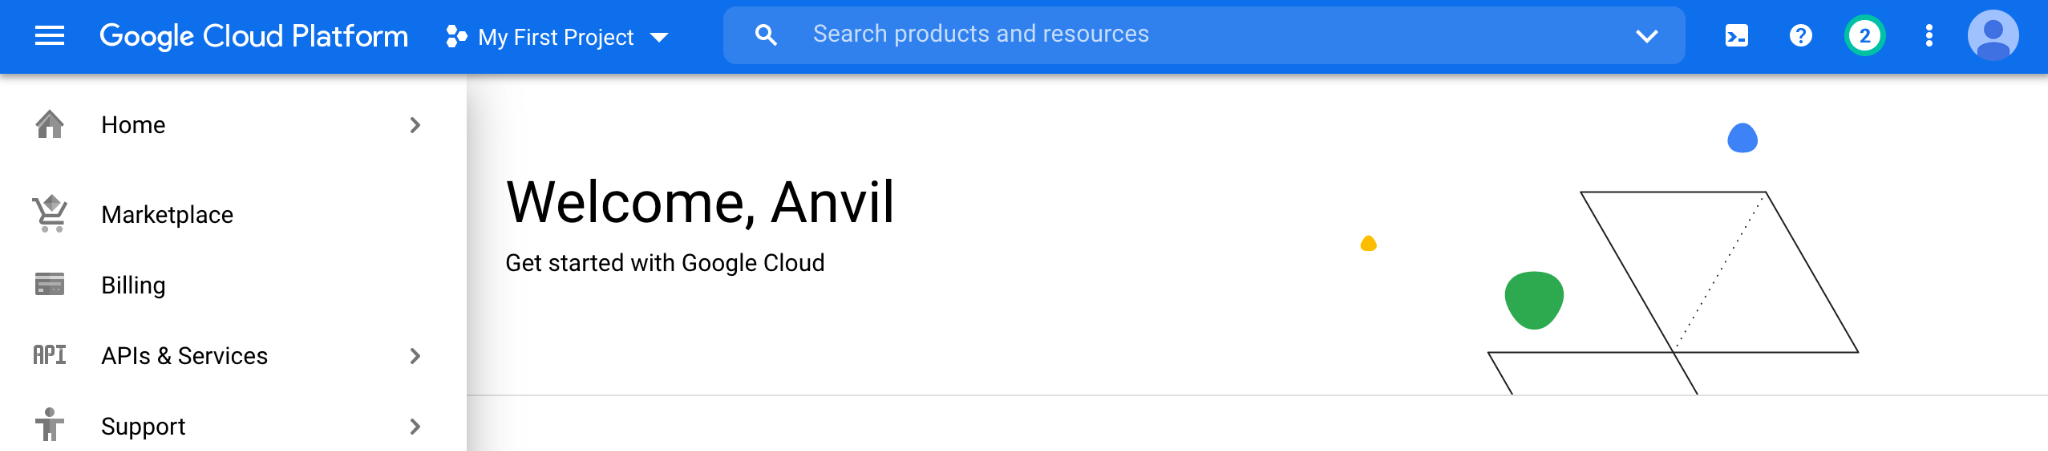 Google Cloud Platform
My First Project
Search products and resources
2
Home
Marketplace
Billing
API
APIs & Services
Support
Welcome, Anvil
Get started with Google Cloud